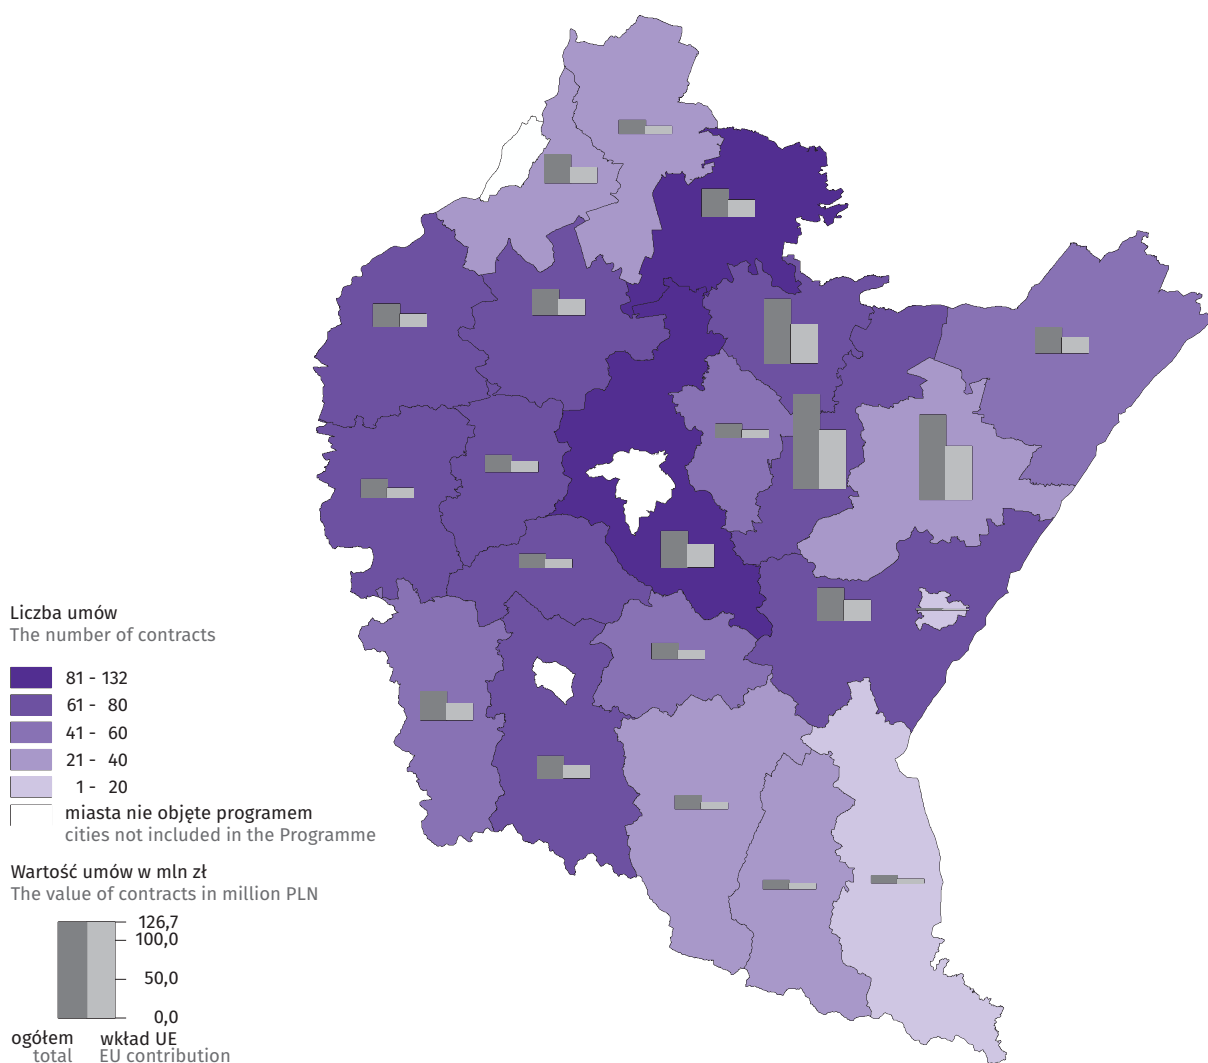 Liczba umów
The number of contracts
81 - 132
61 - 80
41 - 60
21 - 40
1 - 20
miasta nie objęte programem
cities not included in the Programme
Wartość umów w mln zł
The value of contracts in million PLN
126,7
100,0
50,0
0,0
ogółem wkład UE
total EU contribution